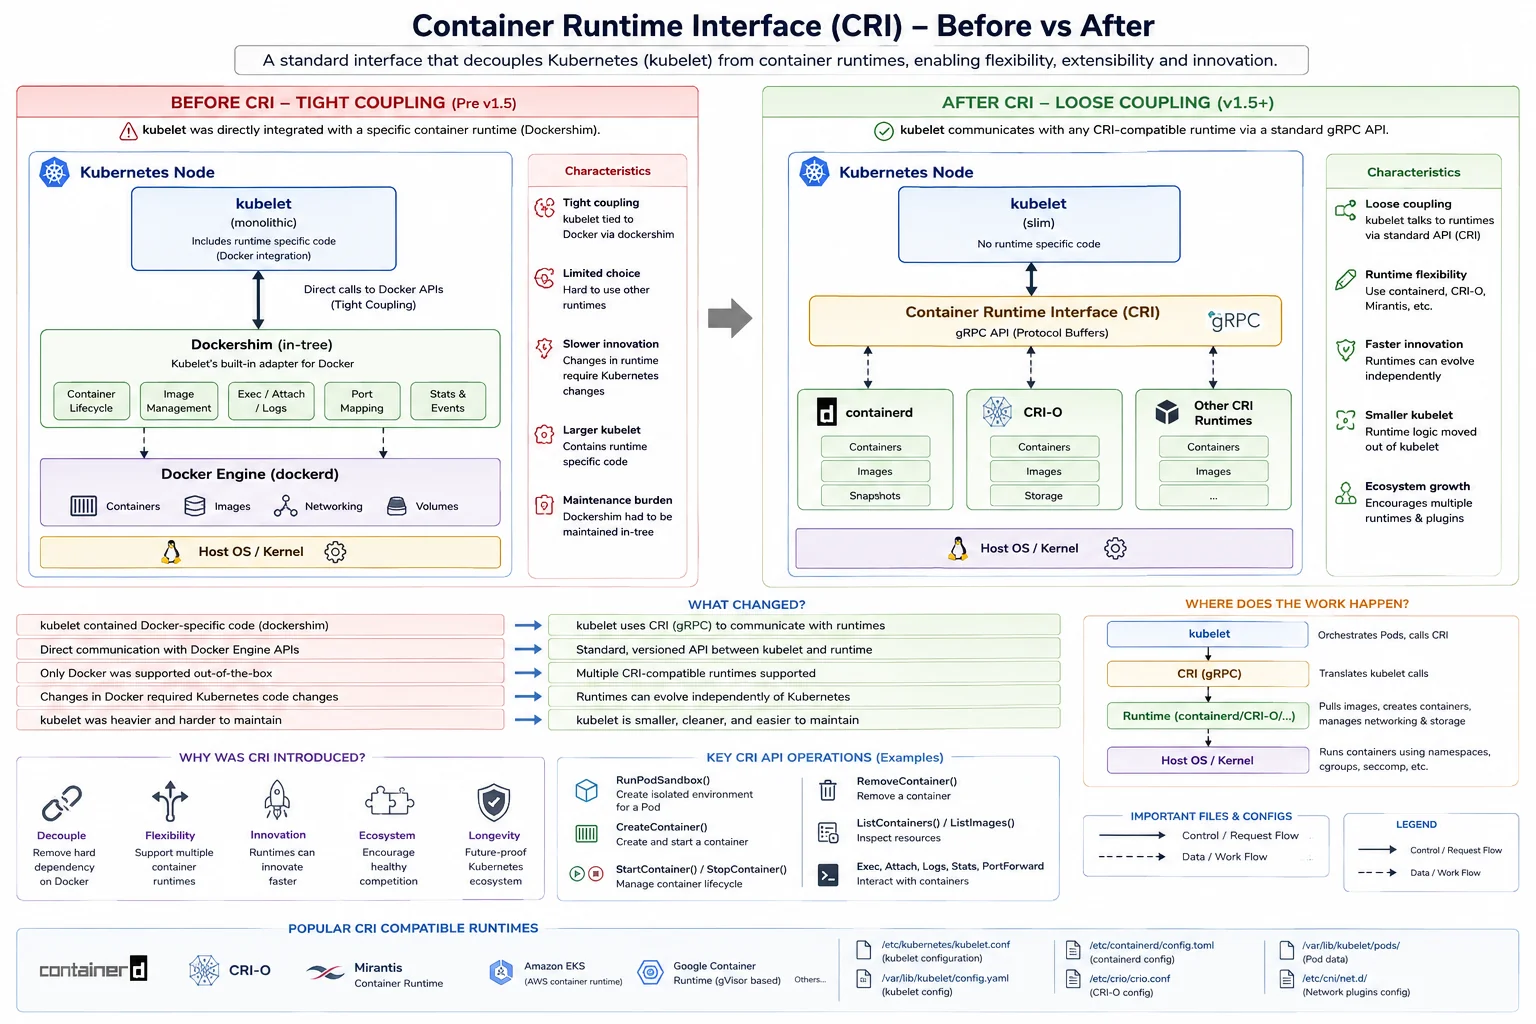 Container Runtime Interface (CRI) – Before vs After
A standard interface that decouples Kubernetes (kubelet) from container runtimes, enabling flexibility, extensibility and innovation.
BEFORE CRI – TIGHT COUPLING (Pre v1.5)
kubelet was directly integrated with a specific container runtime (Dockershim).
Kubernetes Node
kubelet
(monolithic)
Includes runtime specific code
(Docker integration)
Direct calls to Docker APIs
(Tight Coupling)
Dockershim (in-tree)
Kubelet's built-in adapter for Docker
Container
Lifecycle
Image
Management
Exec / Attach
/ Logs
Port
Mapping
Stats &
Events
Docker Engine (dockerd)
Containers
Images
Networking
Volumes
Host OS / Kernel
Characteristics
Tight coupling
kubelet tied to
Docker via dockershim
Limited choice
Hard to use other
runtimes
Slower innovation
Changes in runtime
require Kubernetes
changes
Larger kubelet
Contains runtime
specific code
Maintenance burden
Dockershim had to be
maintained in-tree
AFTER CRI – LOOSE COUPLING (v1.5+)
kubelet communicates with any CRI-compatible runtime via a standard gRPC API.
Kubernetes Node
kubelet
(slim)
No runtime specific code
Container Runtime Interface (CRI)
gRPC API (Protocol Buffers)
gRPC
d
containerd
Containers
Images
Snapshots
CRI-O
Containers
Images
Storage
Other CRI
Runtimes
Containers
Images
...
Host OS / Kernel
Characteristics
Loose coupling
kubelet talks to runtimes
via standard API (CRI)
Runtime flexibility
Use containerd, CRI-O,
Mirantis, etc.
Faster innovation
Runtimes can evolve
independently
Smaller kubelet
Runtime logic moved
out of kubelet
Ecosystem growth
Encourages multiple
runtimes & plugins
WHAT CHANGED?
kubelet contained Docker-specific code (dockershim)
kubelet uses CRI (gRPC) to communicate with runtimes
Direct communication with Docker Engine APIs
Standard, versioned API between kubelet and runtime
Only Docker was supported out-of-the-box
Multiple CRI-compatible runtimes supported
Changes in Docker required Kubernetes code changes
Runtimes can evolve independently of Kubernetes
kubelet was heavier and harder to maintain
kubelet is smaller, cleaner, and easier to maintain
WHERE DOES THE WORK HAPPEN?
kubelet
Orchestrates Pods, calls CRI
CRI (gRPC)
Translates kubelet calls
Runtime (containerd/CRI-O/...)
Pulls images, creates containers,
manages networking & storage
Host OS / Kernel
Runs containers using namespaces,
cgroups, seccomp, etc.
WHY WAS CRI INTRODUCED?
Decouple
Remove hard
dependency
on Docker
Flexibility
Support multiple
container
runtimes
Innovation
Runtimes can
innovate
faster
Ecosystem
Encourage
healthy
competition
Longevity
Future-proof
Kubernetes
ecosystem
KEY CRI API OPERATIONS (Examples)
RunPodSandbox()
Create isolated environment
for a Pod
CreateContainer()
Create and start a container
StartContainer() / StopContainer()
Manage container lifecycle
RemoveContainer()
Remove a container
ListContainers() / ListImages()
Inspect resources
Exec, Attach, Logs, Stats, PortForward
Interact with containers
IMPORTANT FILES & CONFIGS
Control / Request Flow
Data / Work Flow
LEGEND
Control / Request Flow
Data / Work Flow
POPULAR CRI COMPATIBLE RUNTIMES
containerd
CRI-O
Mirantis
Container Runtime
Amazon EKS
(AWS container runtime)
Google Container
Runtime (gVisor based)
Others...
/etc/kubernetes/kubelet.conf
(kubelet configuration)
/var/lib/kubelet/config.yaml
(kubelet config)
/etc/containerd/config.toml
(containerd config)
/etc/crio/crio.conf
(CRI-O config)
/var/lib/kubelet/pods/
(Pod data)
/etc/cni/net.d/
(Network plugins config)